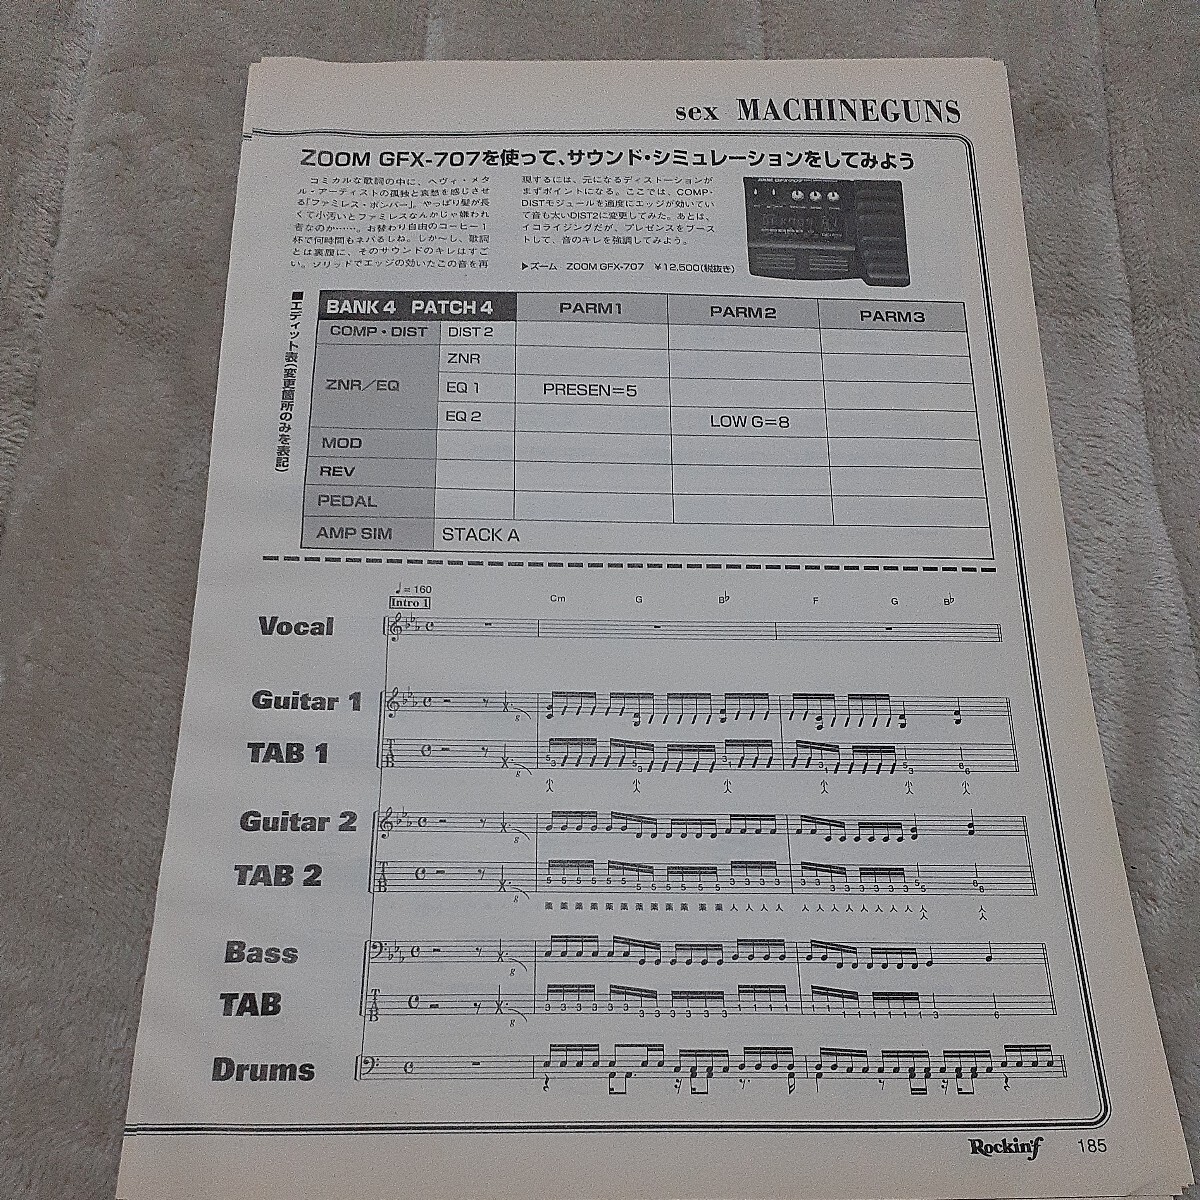 sex MACHINEGUNS
ZOOM GFX-707を使って、サウンド・シミュレーションをしてみよう
コミカルな歌詞の中に、ヘヴィ・メタ
ル・アーティストの孤独と哀愁を感じさせ
る「ファミレス・ボンバー」。やっぱり髪が長
くて小汚いとファミレスなんかじゃ嫌われ
者なのか……。お替わり自由のコーヒー1
杯で何時間もネバるしね。しか〜し、歌詞
とは裏腹に、そのサウンドのキレはすご
い。ソリッドでエッジの効いたこの音を再
現するには、元になるディストーションが
まずポイントになる。ここでは、COMP・
DISTモジュールを適度にエッジが効いてい
て音も太いDIST2に変更してみた。あとは、
イコライジングだが、プレゼンスをブース
トして、音のキレを強調してみよう。
▶ズーム ZOOM GFX-707 ￥12,500(税抜き)
■エディット表(変更箇所のみを表記)
BANK 4 PATCH 4 PARM1 PARM2 PARM3
COMP・DIST DIST 2
ZNR／EQ ZNR
EQ 1 PRESEN=5
EQ 2 LOW G=8
MOD
REV
PEDAL
AMP SIM STACK A
♩= 160
Intro 1
Cm G B♭ F G B♭
Vocal
Guitar 1
TAB 1
Guitar 2
TAB 2
Bass
TAB
Drums
Rockin'f 185